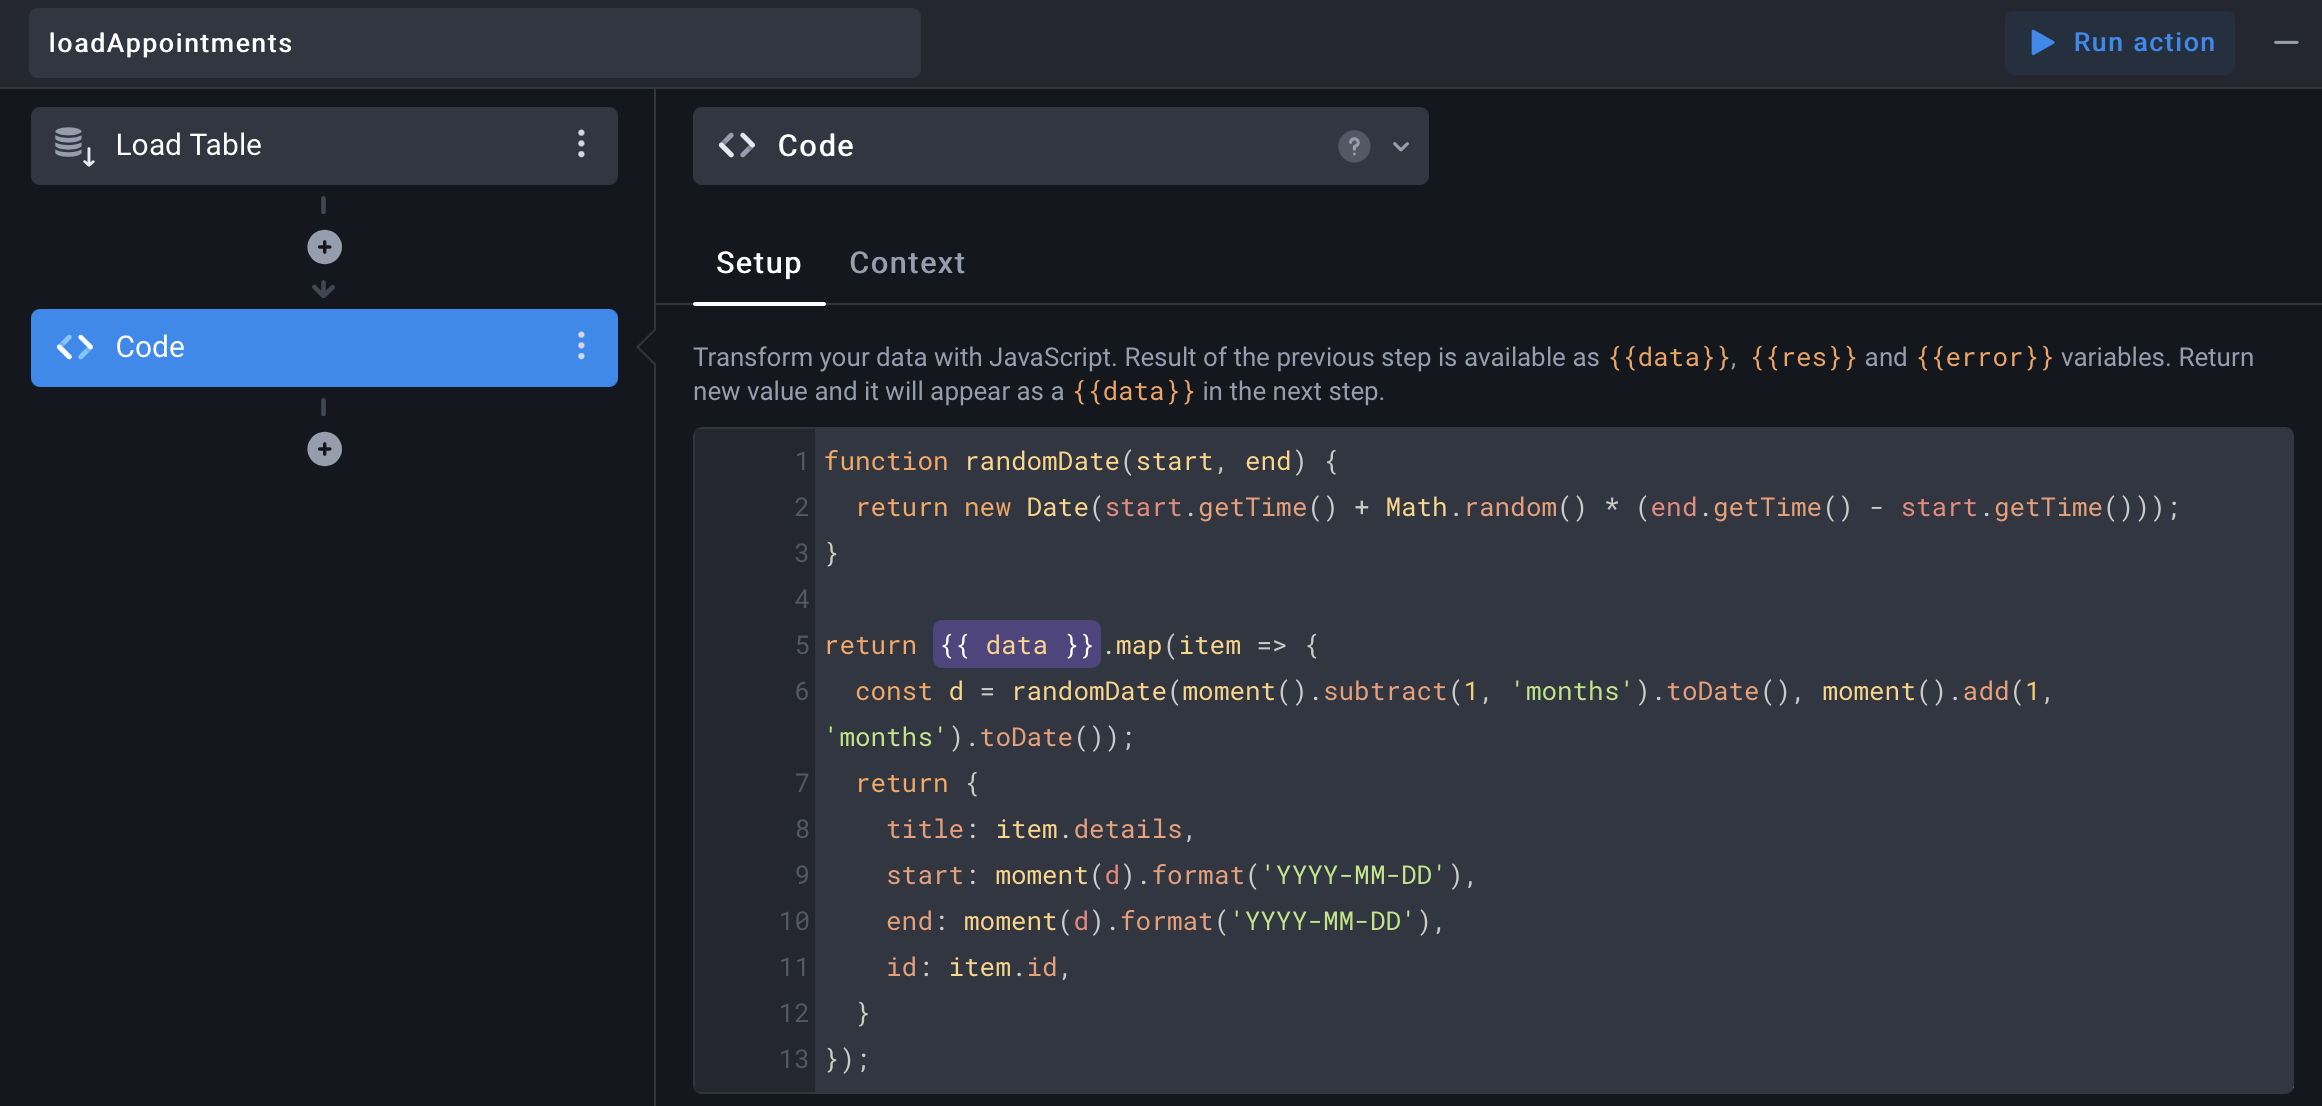 loadAppointments
Run action
Load Table
Code
Code
?
Setup
Context
Transform your data with JavaScript. Result of the previous step is available as {{data}}, {{res}} and {{error}} variables. Return
new value and it will appear as a {{data}} in the next step.
1 function randomDate(start, end) {
2   return new Date(start.getTime() + Math.random() * (end.getTime() - start.getTime()));
3 }
4
5 return {{ data }}.map(item => {
6   const d = randomDate(moment().subtract(1, 'months').toDate(), moment().add(1,
'months').toDate());
7   return {
8     title: item.details,
9     start: moment(d).format('YYYY-MM-DD'),
10     end: moment(d).format('YYYY-MM-DD'),
11     id: item.id,
12   }
13 });